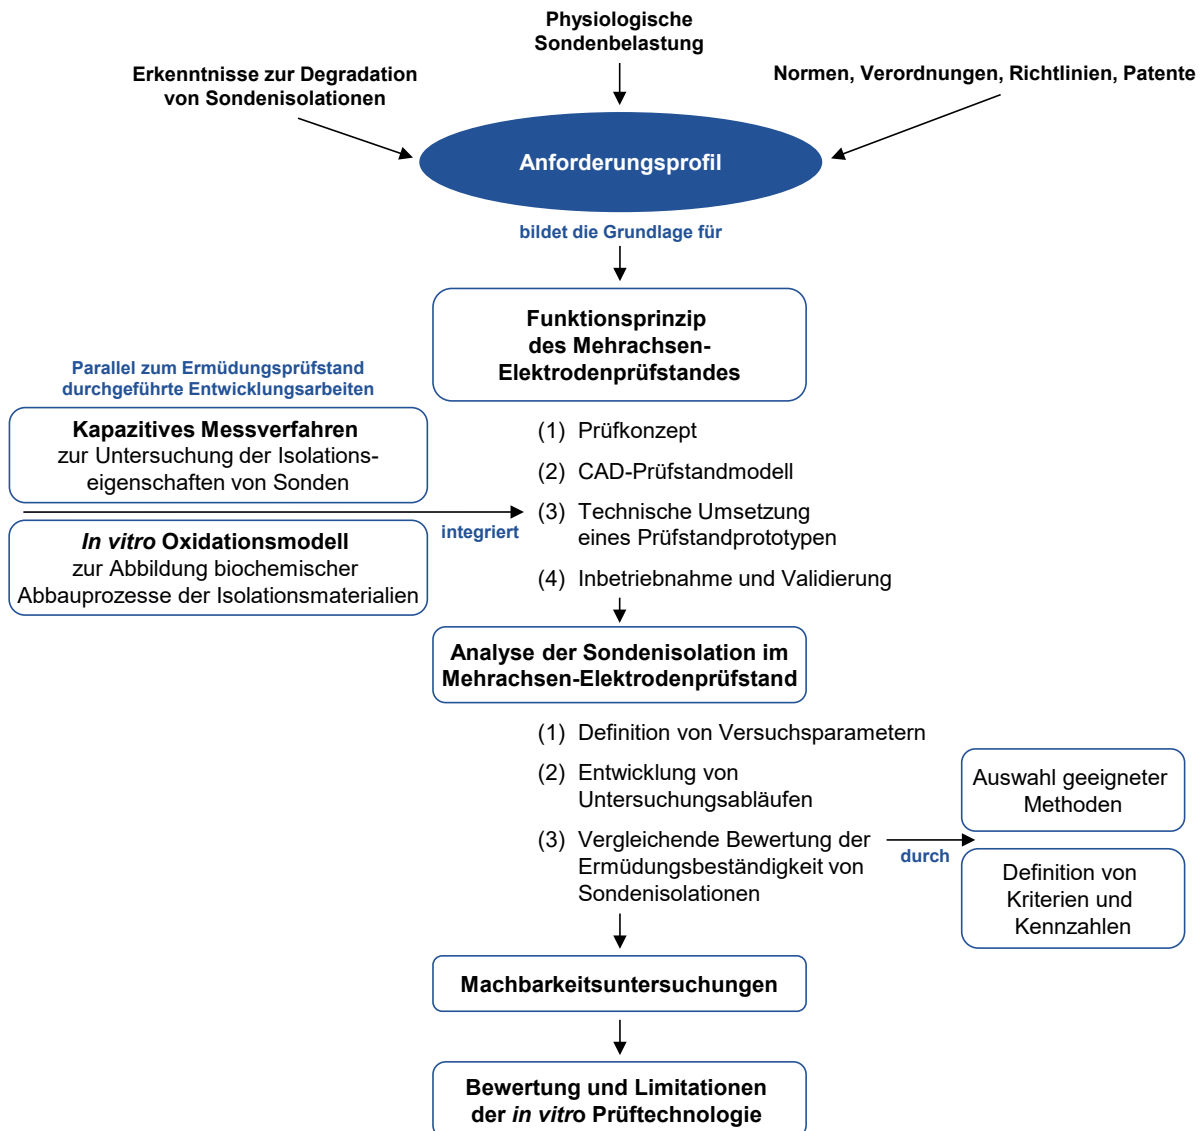 Physiologische
Sondenbelastung
Erkenntnisse zur Degradation
von Sondenisolationen
Normen, Verordnungen, Richtlinien, Patente
Anforderungsprofil
bildet die Grundlage für
Funktionsprinzip
des Mehrachsen-
Elektrodenprüfstandes
Parallel zum Ermüdungsprüfstand
durchgeführte Entwicklungsarbeiten
Kapazitives Messverfahren
zur Untersuchung der Isolations-
eigenschaften von Sonden
integriert
In vitro Oxidationsmodell
zur Abbildung biochemischer
Abbauprozesse der Isolationsmaterialien
(1) Prüfkonzept
(2) CAD-Prüfstandmodell
(3) Technische Umsetzung
eines Prüfstandprototypen
(4) Inbetriebnahme und Validierung
Analyse der Sondenisolation im
Mehrachsen-Elektrodenprüfstand
(1) Definition von Versuchsparametern
(2) Entwicklung von
Untersuchungsabläufen
(3) Vergleichende Bewertung der
Ermüdungsbeständigkeit von
Sondenisolationen
durch
Auswahl geeigneter
Methoden
Definition von
Kriterien und
Kennzahlen
Machbarkeitsuntersuchungen
Bewertung und Limitationen
der in vitro Prüftechnologie